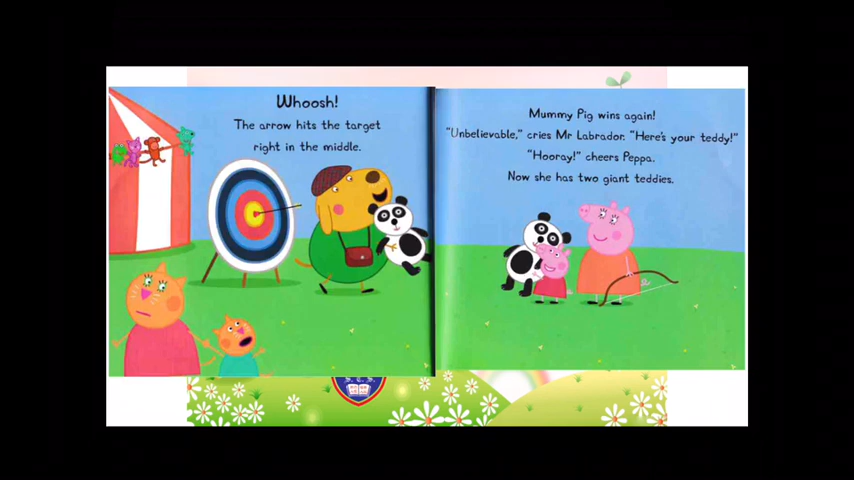 Whoosh!
The arrow hits the target
right in the middle.
Mummy Pig wins again!
"Unbelievable," cries Mr Labrador. "Here's your teddy!"
"Hooray!" cheers Peppa.
Now she has two giant teddies.